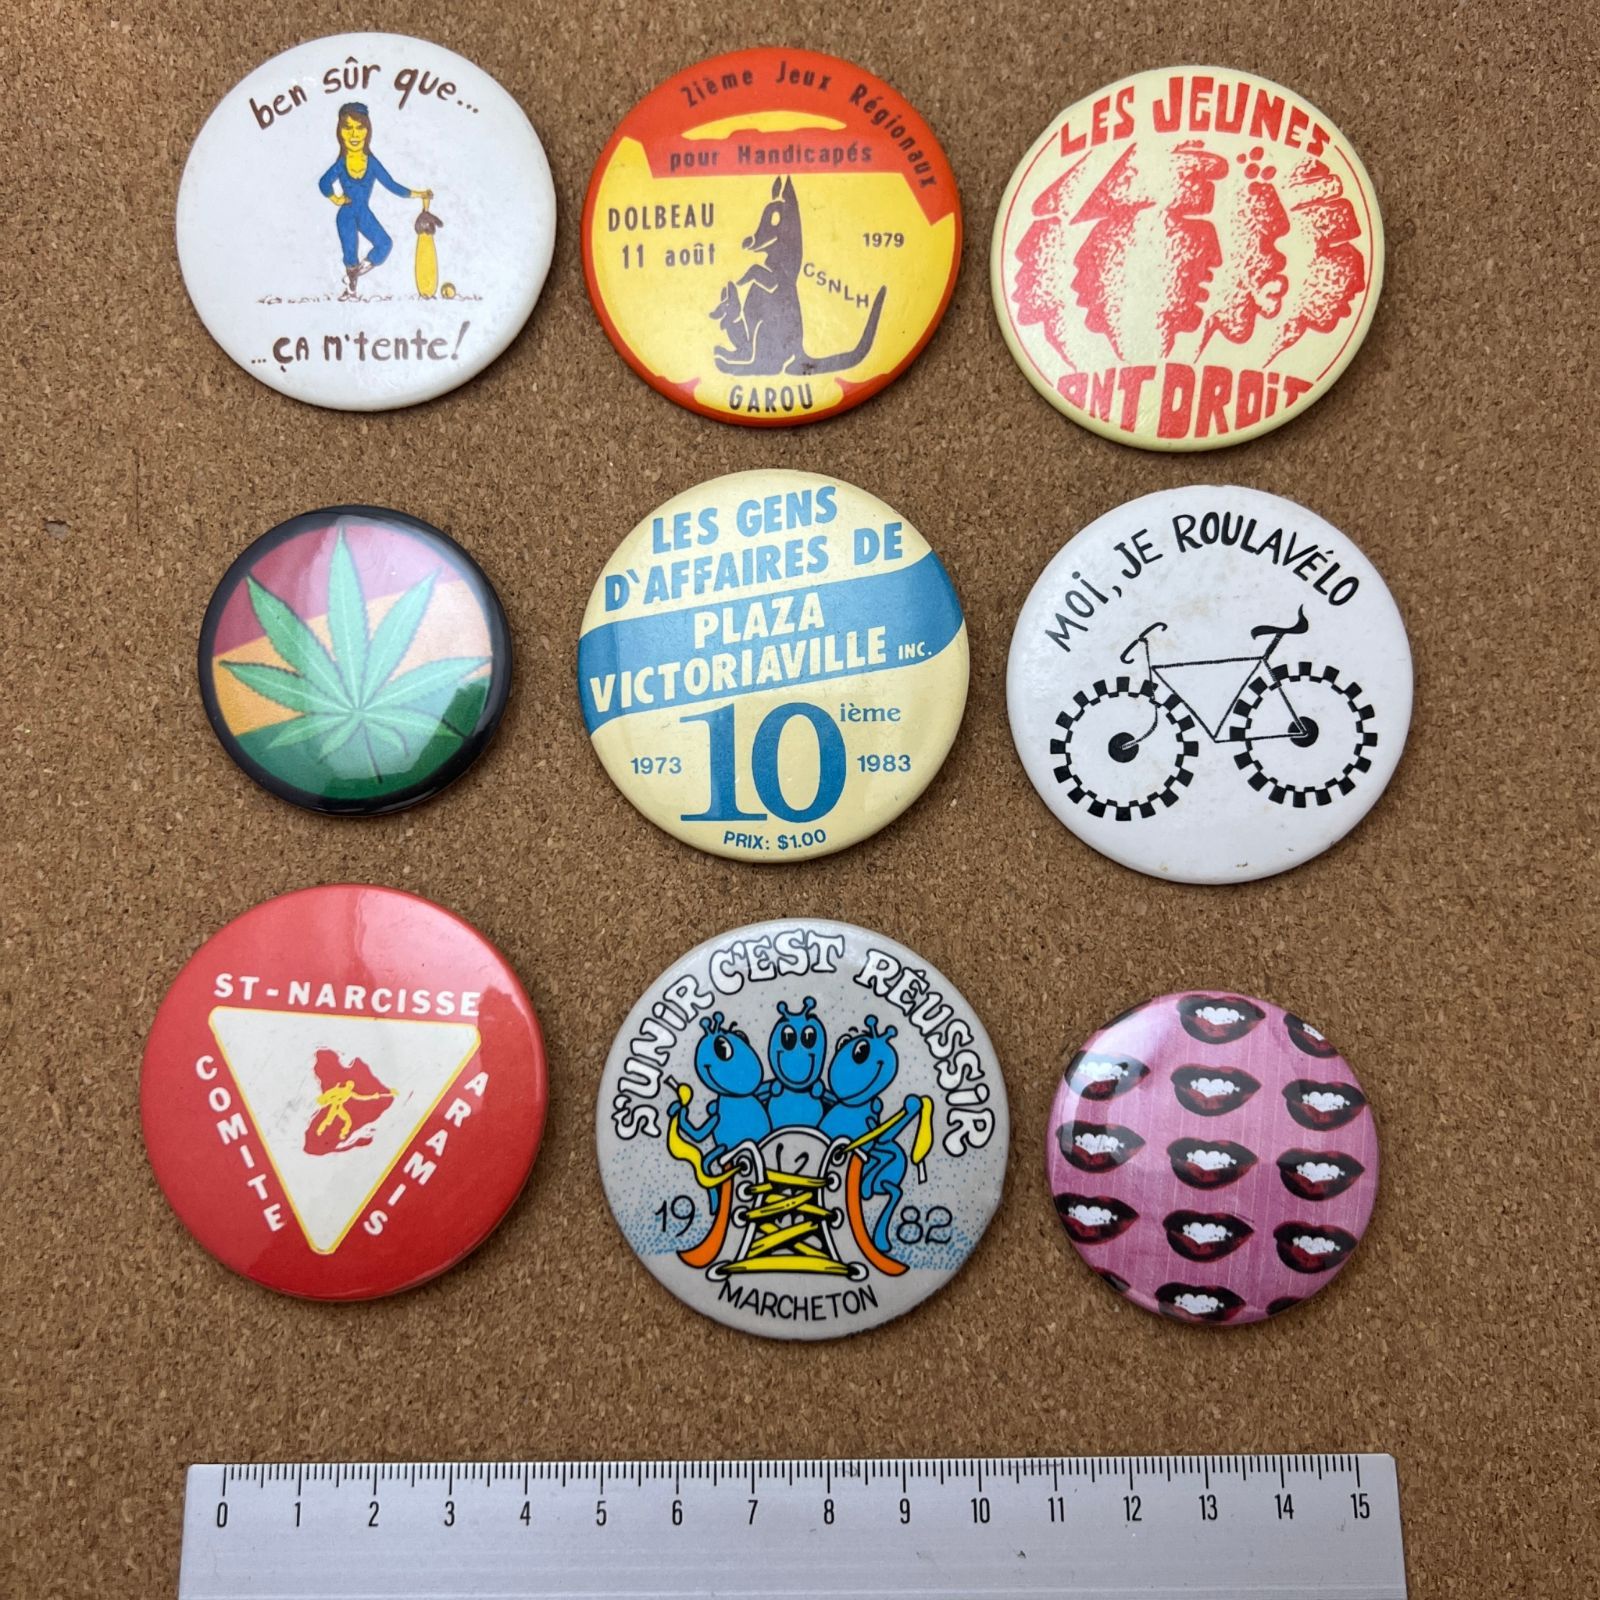 ben sûr que...
...ça m'tente!
2ième Jeux Régionaux
pour Handicapés
DOLBEAU
11 août
1979
CSNLH
GAROU
LES JEUNES
ONT DROIT
LES GENS
D'AFFAIRES DE
PLAZA
VICTORIAVILLE INC.
10ième
1973
1983
PRIX: $1.00
MOI, JE ROULAVÉLO
ST-NARCISSE
COMITE
ARAMIS
S'UNIR C'EST RÉUSSIR
1982
MARCHETON
0 1 2 3 4 5 6 7 8 9 10 11 12 13 14 15